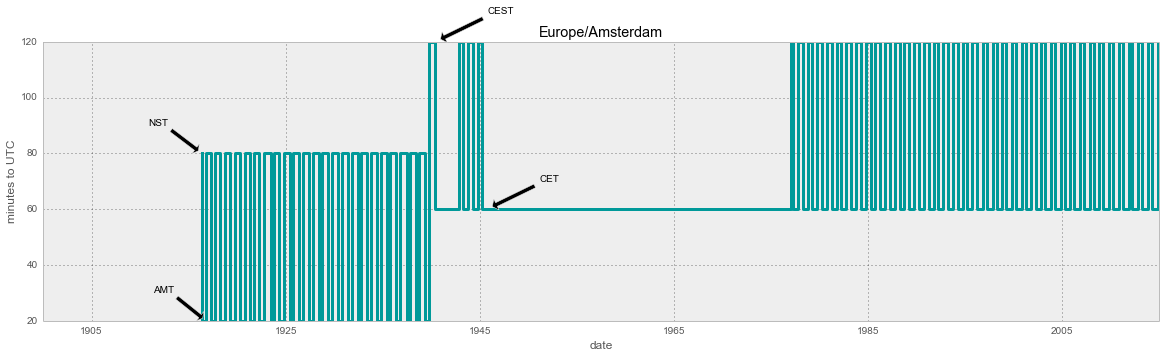 CEST
Europe/Amsterdam
120
100
NST
80
CET
60
40
AMT
20
minutes to UTC
1905 1925 1945 1965 1985 2005
date